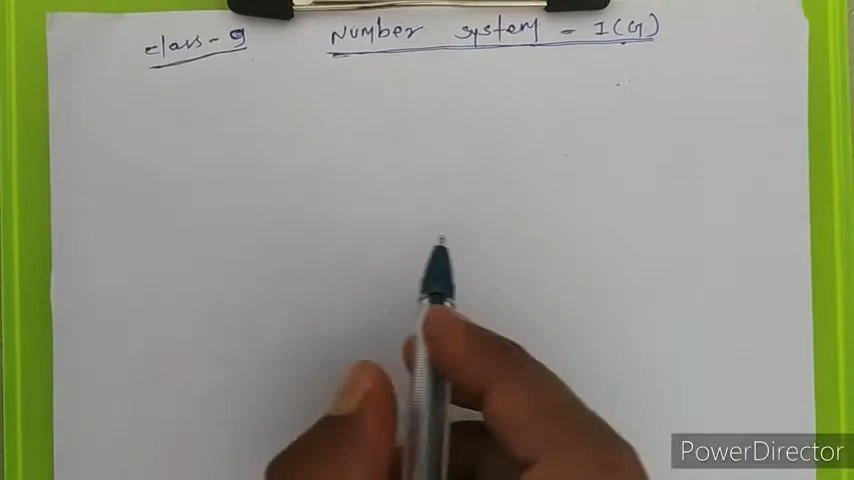 class - 9 Number system - I(G)
PowerDirector